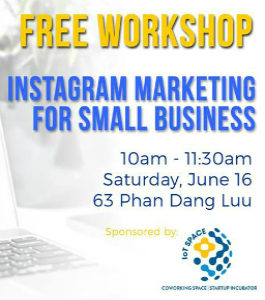 FREE WORKSHOP
INSTAGRAM MARKETING
FOR SMALL BUSINESS
10am - 11:30am
Saturday, June 16
63 Phan Dang Luu
Sponsored by:
IoT SPACE
COWORKING SPACE | STARTUP INCUBATOR